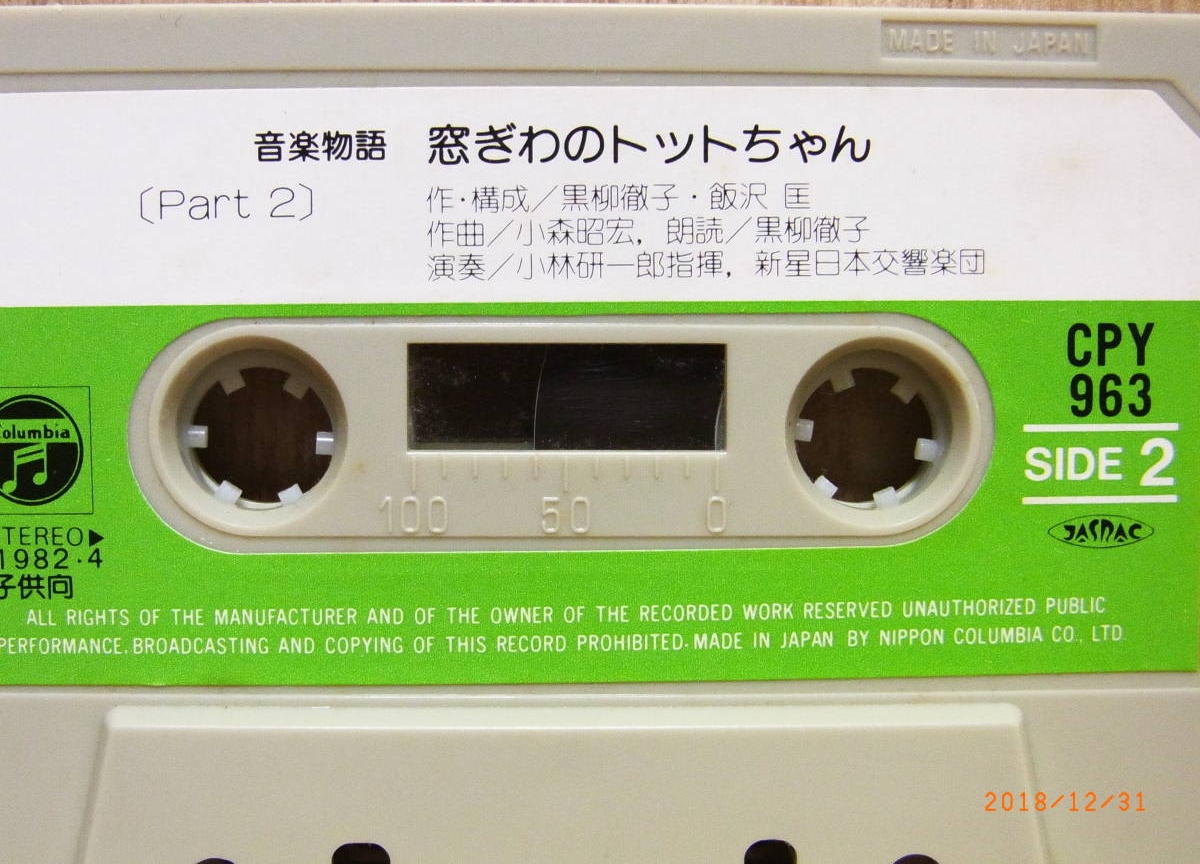 MADE IN JAPAN
音楽物語 窓ぎわのトットちゃん
〔Part 2〕
作・構成／黒柳徹子・飯沢 匡
作曲／小森昭宏，朗読／黒柳徹子
演奏／小林研一郎指揮，新星日本交響楽団
CPY
963
SIDE 2
JASRAC
olumbia
100 50 0
TEREO▶
1982・4
子供向
ALL RIGHTS OF THE MANUFACTURER AND OF THE OWNER OF THE RECORDED WORK RESERVED UNAUTHORIZED PUBLIC
PERFORMANCE, BROADCASTING AND COPYING OF THIS RECORD PROHIBITED. MADE IN JAPAN BY NIPPON COLUMBIA CO., LTD.
2018/12/31